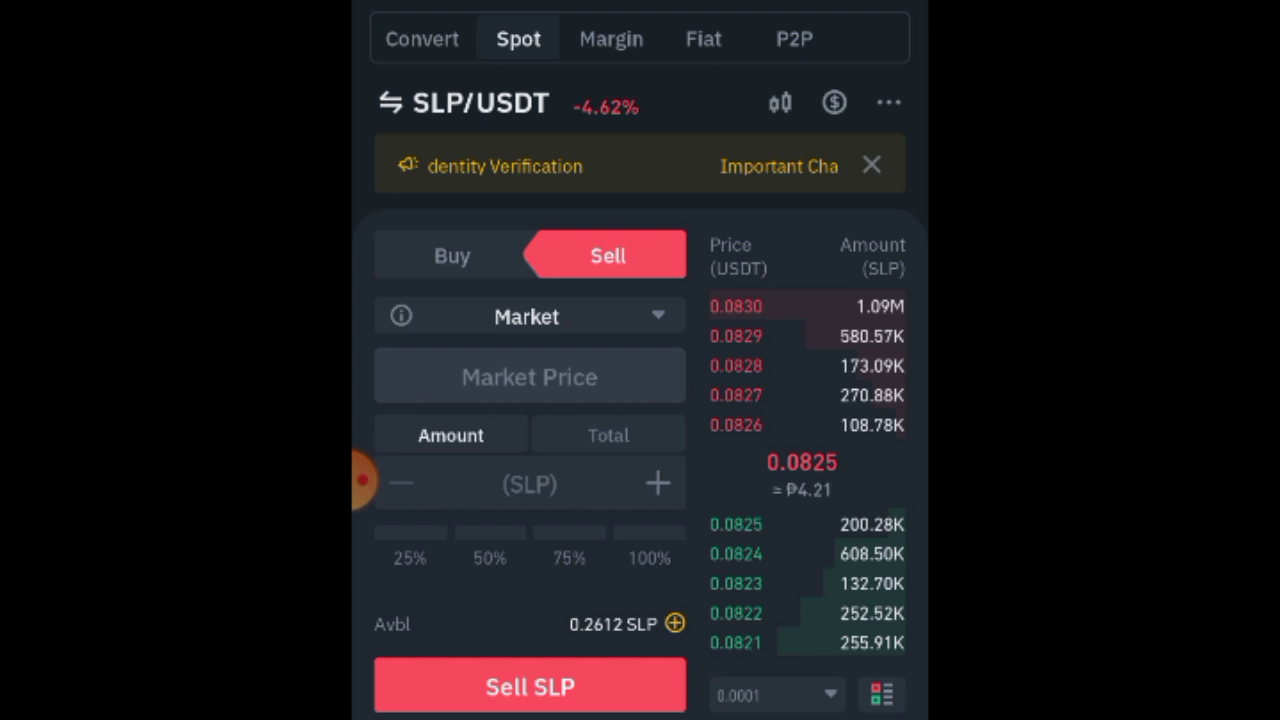 Convert Spot Margin Fiat P2P
SLP/USDT -4.62%
dentity Verification Important Cha
Buy Sell
Market
Market Price
Amount Total
(SLP)
25% 50% 75% 100%
Avbl 0.2612 SLP
Sell SLP
Price Amount
(USDT) (SLP)
0.0830 1.09M
0.0829 580.57K
0.0828 173.09K
0.0827 270.88K
0.0826 108.78K
0.0825
≈ ₱4.21
0.0825 200.28K
0.0824 608.50K
0.0823 132.70K
0.0822 252.52K
0.0821 255.91K
0.0001